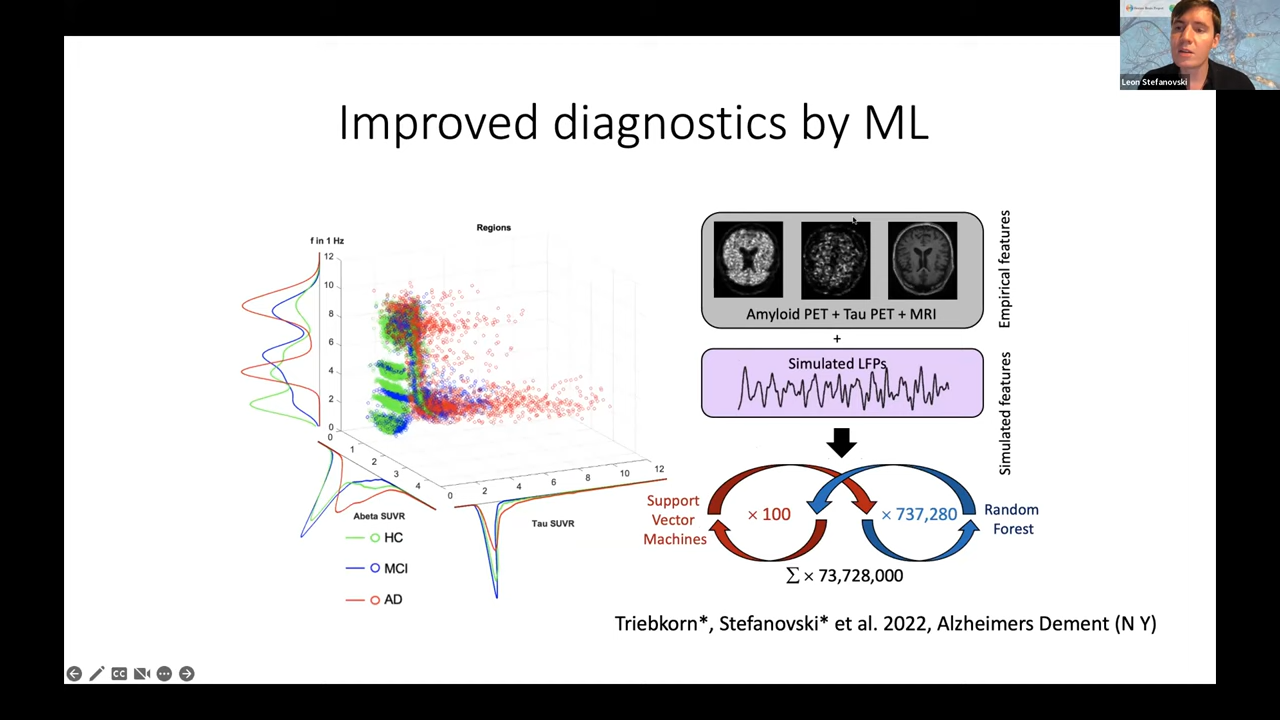 Leon Stefanovski
Improved diagnostics by ML
Regions
f in 1 Hz
12
10
8
6
4
2
0
0
1
2
3
4
0
2
4
6
8
10
12
Abeta SUVR
Tau SUVR
HC
MCI
AD
Amyloid PET + Tau PET + MRI
Empirical features
+
Simulated LFPs
Simulated features
Support
Vector
Machines
× 100
× 737,280
Random
Forest
∑ × 73,728,000
Triebkorn*, Stefanovski* et al. 2022, Alzheimers Dement (N Y)
CC